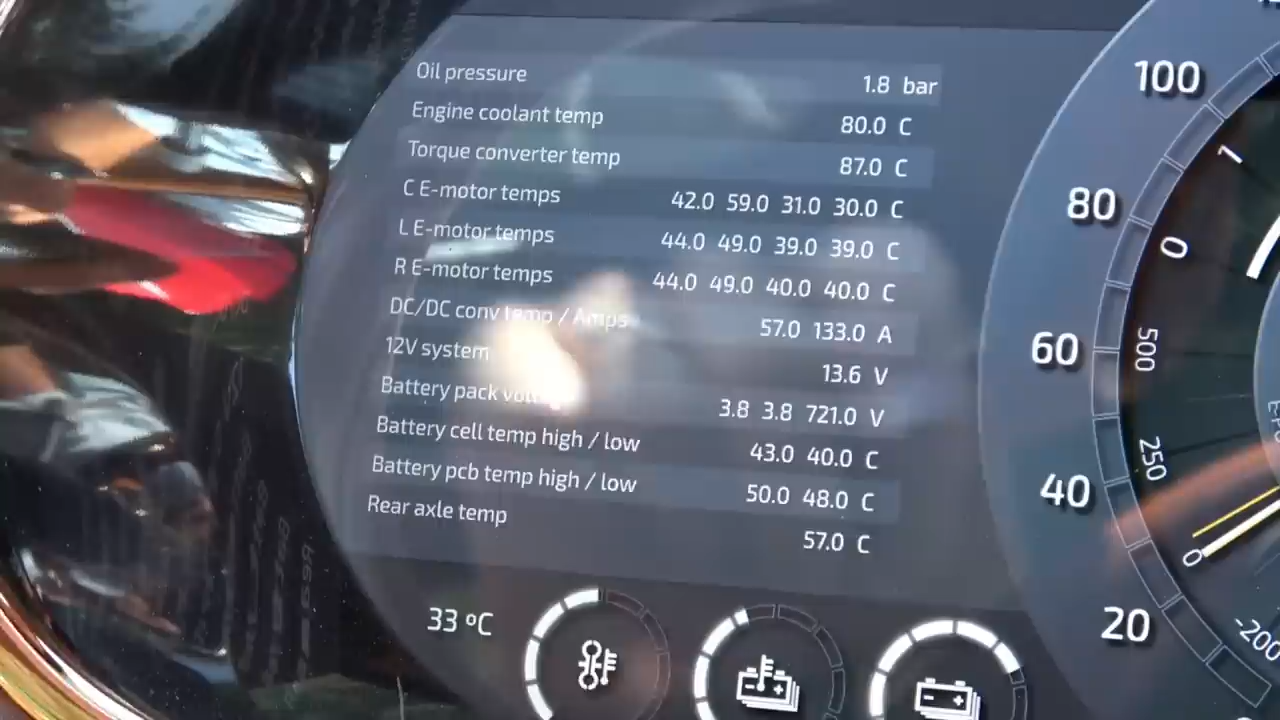 Oil pressure 1.8 bar
Engine coolant temp 80.0 C
Torque converter temp 87.0 C
C E-motor temps 42.0 59.0 31.0 30.0 C
L E-motor temps 44.0 49.0 39.0 39.0 C
R E-motor temps 44.0 49.0 40.0 40.0 C
DC/DC conv temp / Amps 57.0 133.0 A
12V system 13.6 V
Battery pack 3.8 3.8 721.0 V
Battery cell temp high / low 43.0 40.0 C
Battery pcb temp high / low 50.0 48.0 C
Rear axle temp 57.0 C
33 ºC
100
80
60
40
20
1
0
500
250
0
-200